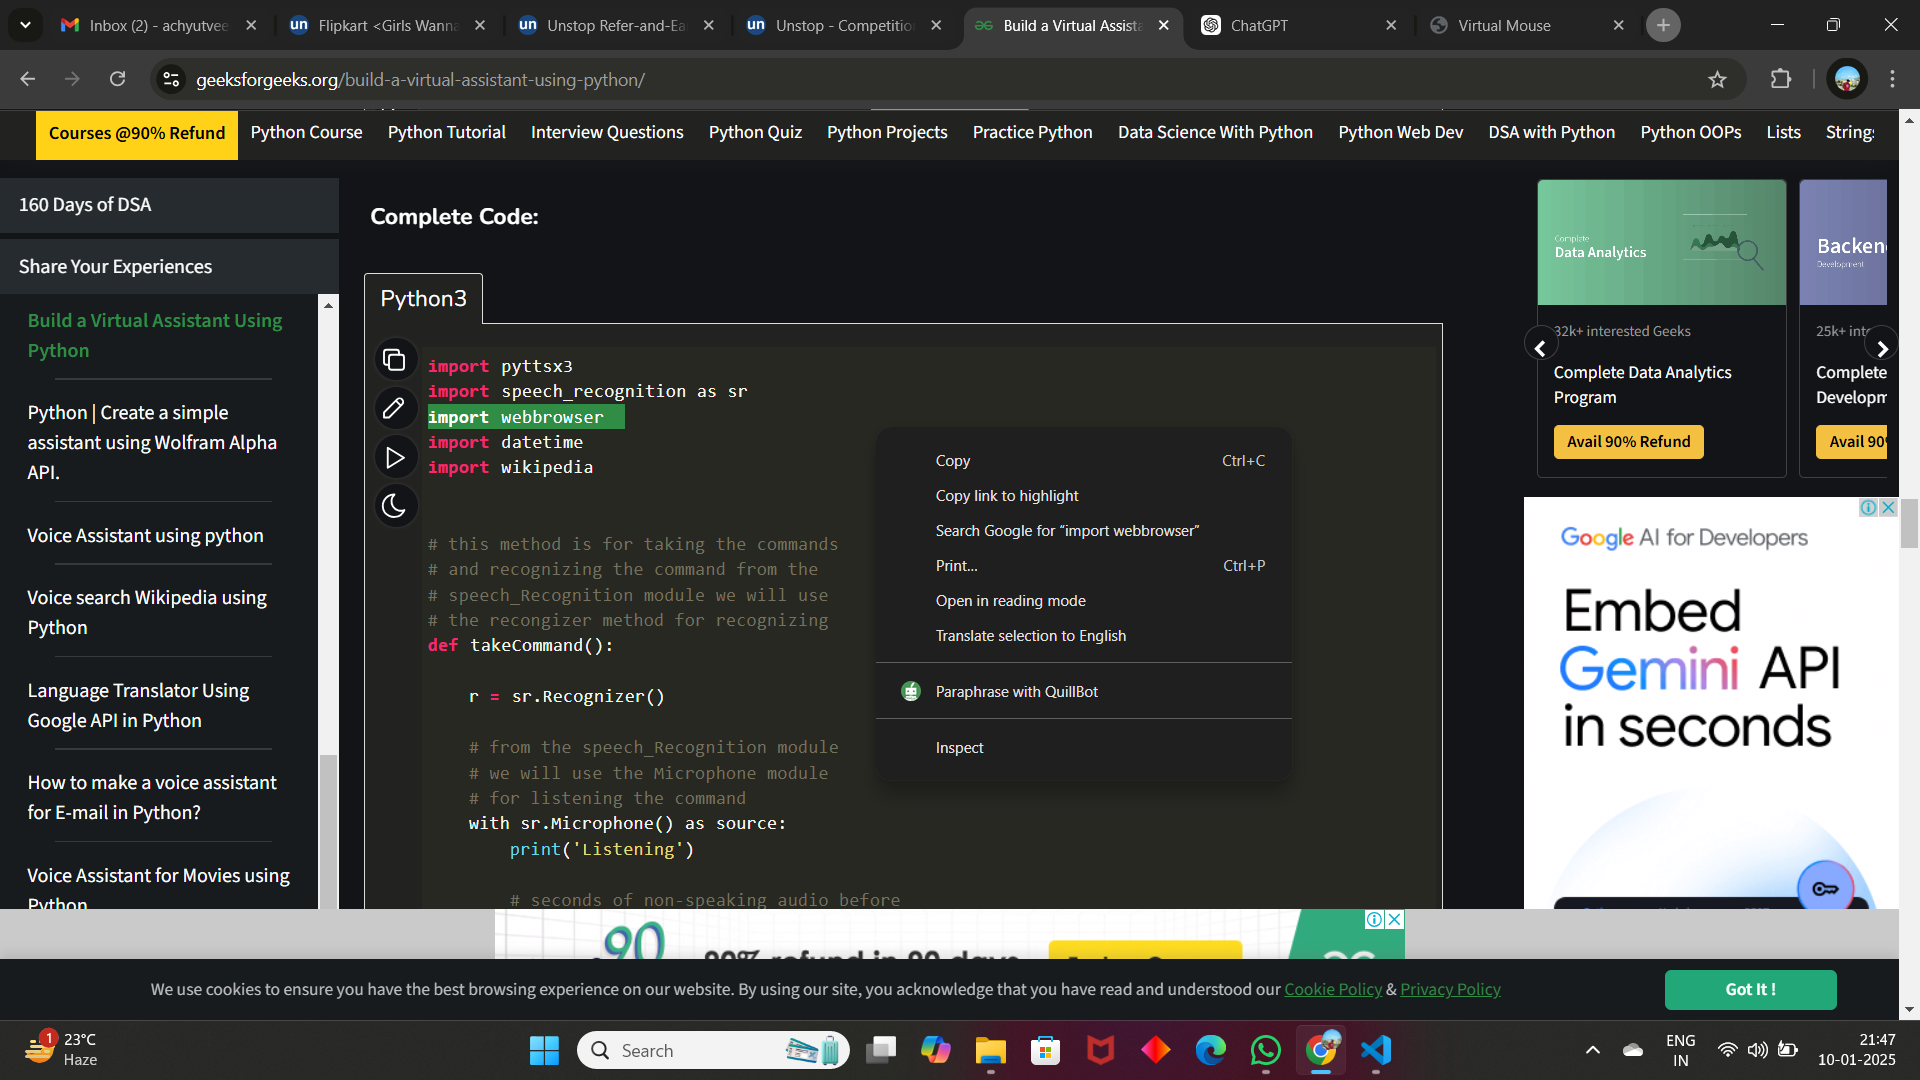 Inbox (2) - achyutvee
Flipkart <Girls Wanna
Unstop Refer-and-Ea
Unstop - Competition
Build a Virtual Assista
ChatGPT
Virtual Mouse
geeksforgeeks.org/build-a-virtual-assistant-using-python/
Courses @90% Refund
Python Course
Python Tutorial
Interview Questions
Python Quiz
Python Projects
Practice Python
Data Science With Python
Python Web Dev
DSA with Python
Python OOPs
Lists
Strings
160 Days of DSA
Share Your Experiences
Build a Virtual Assistant Using
Python
Python | Create a simple
assistant using Wolfram Alpha
API.
Voice Assistant using python
Voice search Wikipedia using
Python
Language Translator Using
Google API in Python
How to make a voice assistant
for E-mail in Python?
Voice Assistant for Movies using
Python
Complete Code:
Python3
import pyttsx3
import speech_recognition as sr
import webbrowser
import datetime
import wikipedia
# this method is for taking the commands
# and recognizing the command from the
# speech_Recognition module we will use
# the recongizer method for recognizing
def takeCommand():
r = sr.Recognizer()
# from the speech_Recognition module
# we will use the Microphone module
# for listening the command
with sr.Microphone() as source:
print('Listening')
# seconds of non-speaking audio before
Copy Ctrl+C
Copy link to highlight
Search Google for “import webbrowser”
Print... Ctrl+P
Open in reading mode
Translate selection to English
Paraphrase with QuillBot
Inspect
Complete
Data Analytics
32k+ interested Geeks
Complete Data Analytics
Program
Avail 90% Refund
Backen
Development
25k+ inte
Complete
Developm
Avail 90%
Google AI for Developers
Embed
Gemini API
in seconds
90
90% refund in 90 days
We use cookies to ensure you have the best browsing experience on our website. By using our site, you acknowledge that you have read and understood our Cookie Policy & Privacy Policy
Got It !
1
23°C
Haze
Search
ENG
IN
21:47
10-01-2025